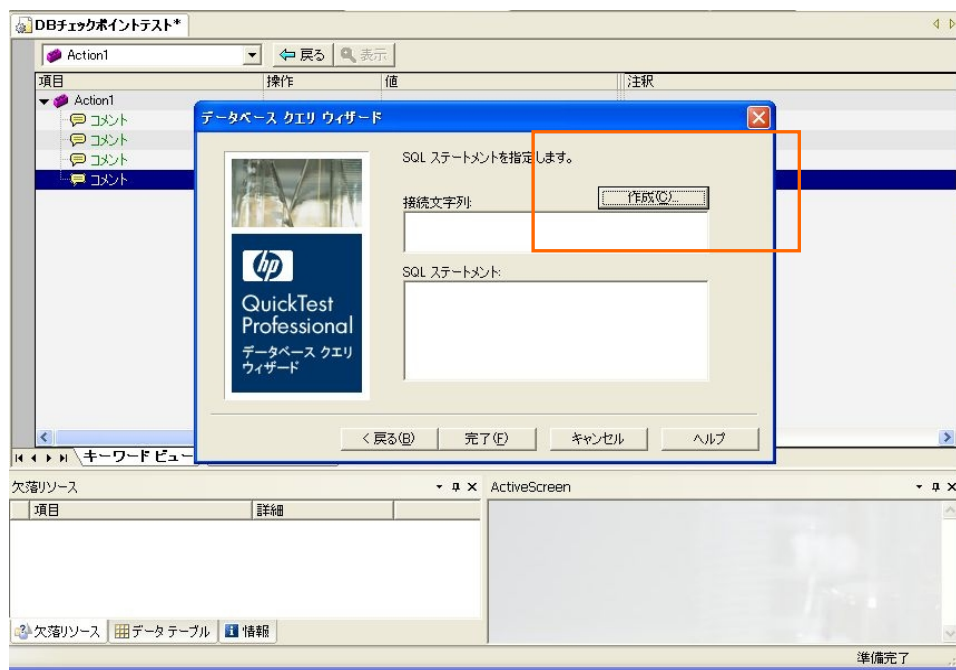 DBチェックポイントテスト*
Action1
戻る
表示
項目 操作 値 注釈
Action1
コメント
コメント
コメント
コメント
データベース クエリ ウィザード
SQL ステートメントを指定します。
接続文字列:
作成(C)...
SQL ステートメント:
hp
QuickTest
Professional
データベース クエリ
ウィザード
< 戻る(B)
完了(F)
キャンセル
ヘルプ
キーワード ビュー
欠落リソース
ActiveScreen
項目 詳細
欠落リソース
データ テーブル
情報
準備完了